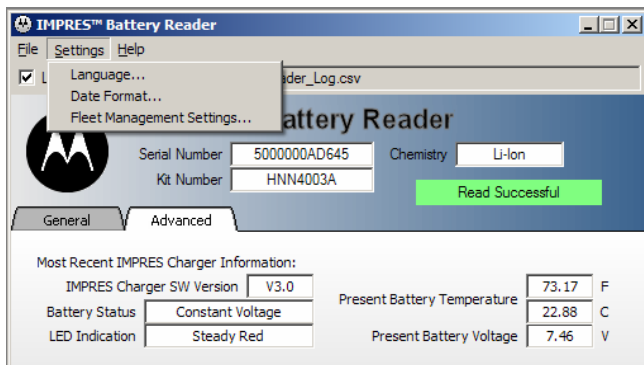 IMPRES™ Battery Reader
File Settings Help
Language...
ader_Log.csv
Date Format...
Fleet Management Settings...
attery Reader
Serial Number 5000000AD645 Chemistry Li-Ion
Kit Number HNN4003A
Read Successful
General Advanced
Most Recent IMPRES Charger Information:
IMPRES Charger SW Version V3.0
Present Battery Temperature 73.17 F
Battery Status Constant Voltage
22.88 C
LED Indication Steady Red
Present Battery Voltage 7.46 V